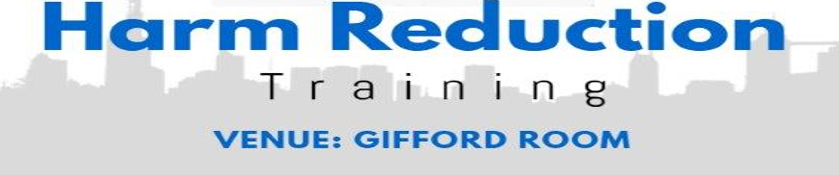 Harm Reduction
Training
VENUE: GIFFORD ROOM